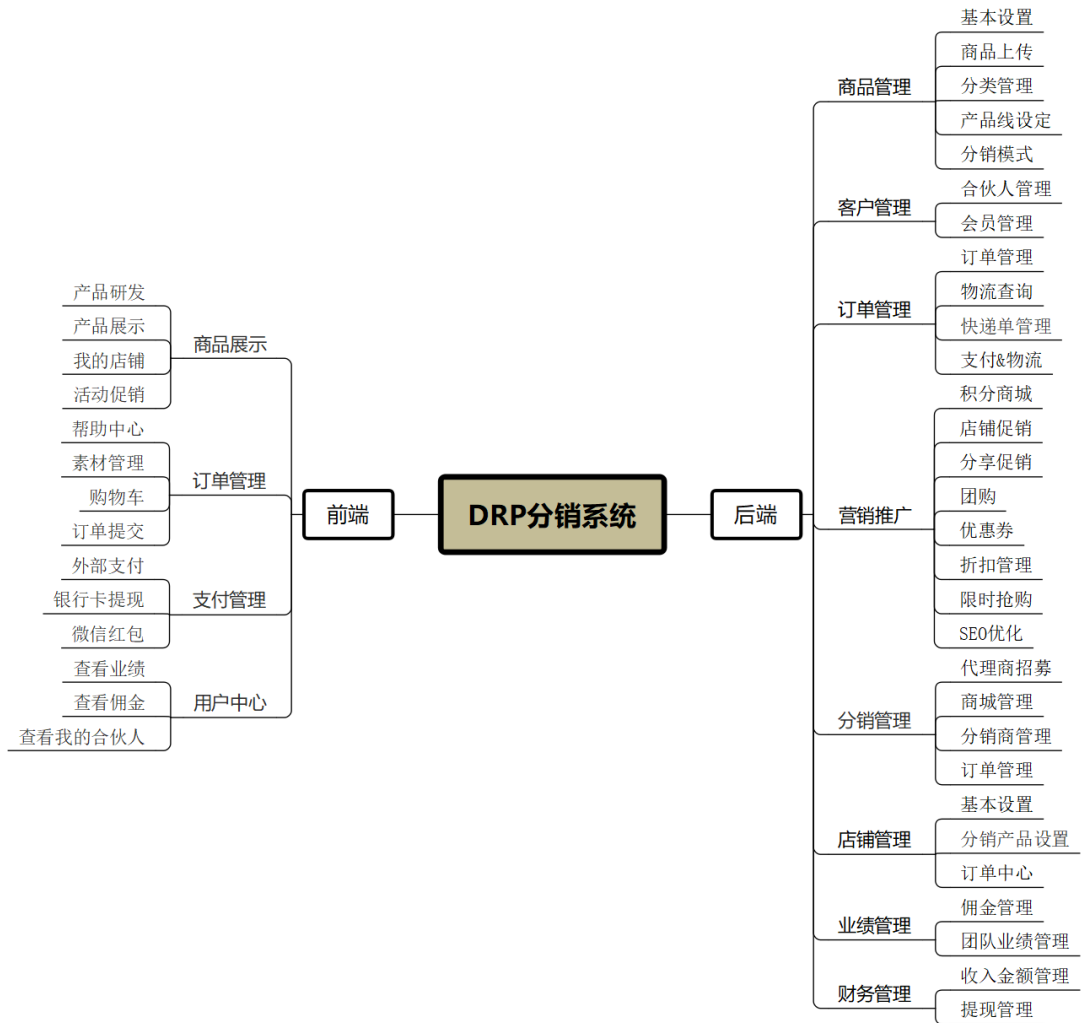 DRP分销系统
前端
商品展示
产品研发
产品展示
我的店铺
活动促销
订单管理
帮助中心
素材管理
购物车
订单提交
支付管理
外部支付
银行卡提现
微信红包
用户中心
查看业绩
查看佣金
查看我的合伙人
后端
商品管理
基本设置
商品上传
分类管理
产品线设定
分销模式
客户管理
合伙人管理
会员管理
订单管理
订单管理
物流查询
快递单管理
支付&物流
营销推广
积分商城
店铺促销
分享促销
团购
优惠券
折扣管理
限时抢购
SEO优化
分销管理
代理商招募
商城管理
分销商管理
订单管理
店铺管理
基本设置
分销产品设置
订单中心
业绩管理
佣金管理
团队业绩管理
财务管理
收入金额管理
提现管理